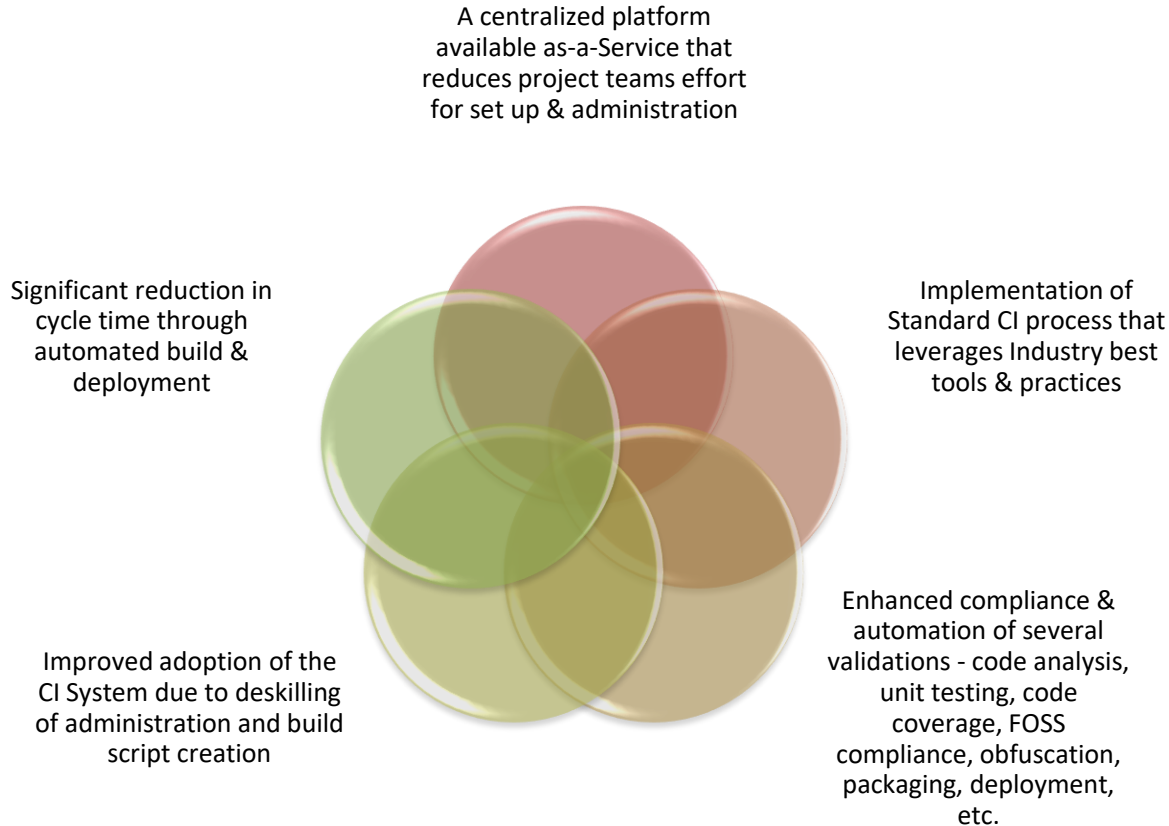 A centralized platform
available as-a-Service that
reduces project teams effort
for set up & administration
Significant reduction in
cycle time through
automated build &
deployment
Implementation of
Standard CI process that
leverages Industry best
tools & practices
Improved adoption of the
CI System due to deskilling
of administration and build
script creation
Enhanced compliance &
automation of several
validations - code analysis,
unit testing, code
coverage, FOSS
compliance, obfuscation,
packaging, deployment,
etc.